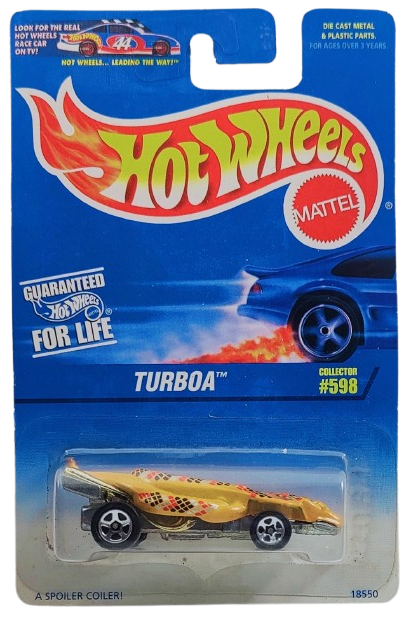 LOOK FOR THE REAL
HOT WHEELS
RACE CAR
ON TV!
44
HOT WHEELS... LEADING THE WAY!™
DIE CAST METAL
& PLASTIC PARTS.
FOR AGES OVER 3 YEARS.
HOT WHEELS
®
MATTEL
GUARANTEED
Hot Wheels ®
FOR LIFE
TURBOA™
COLLECTOR
#598
A SPOILER COILER!
18550